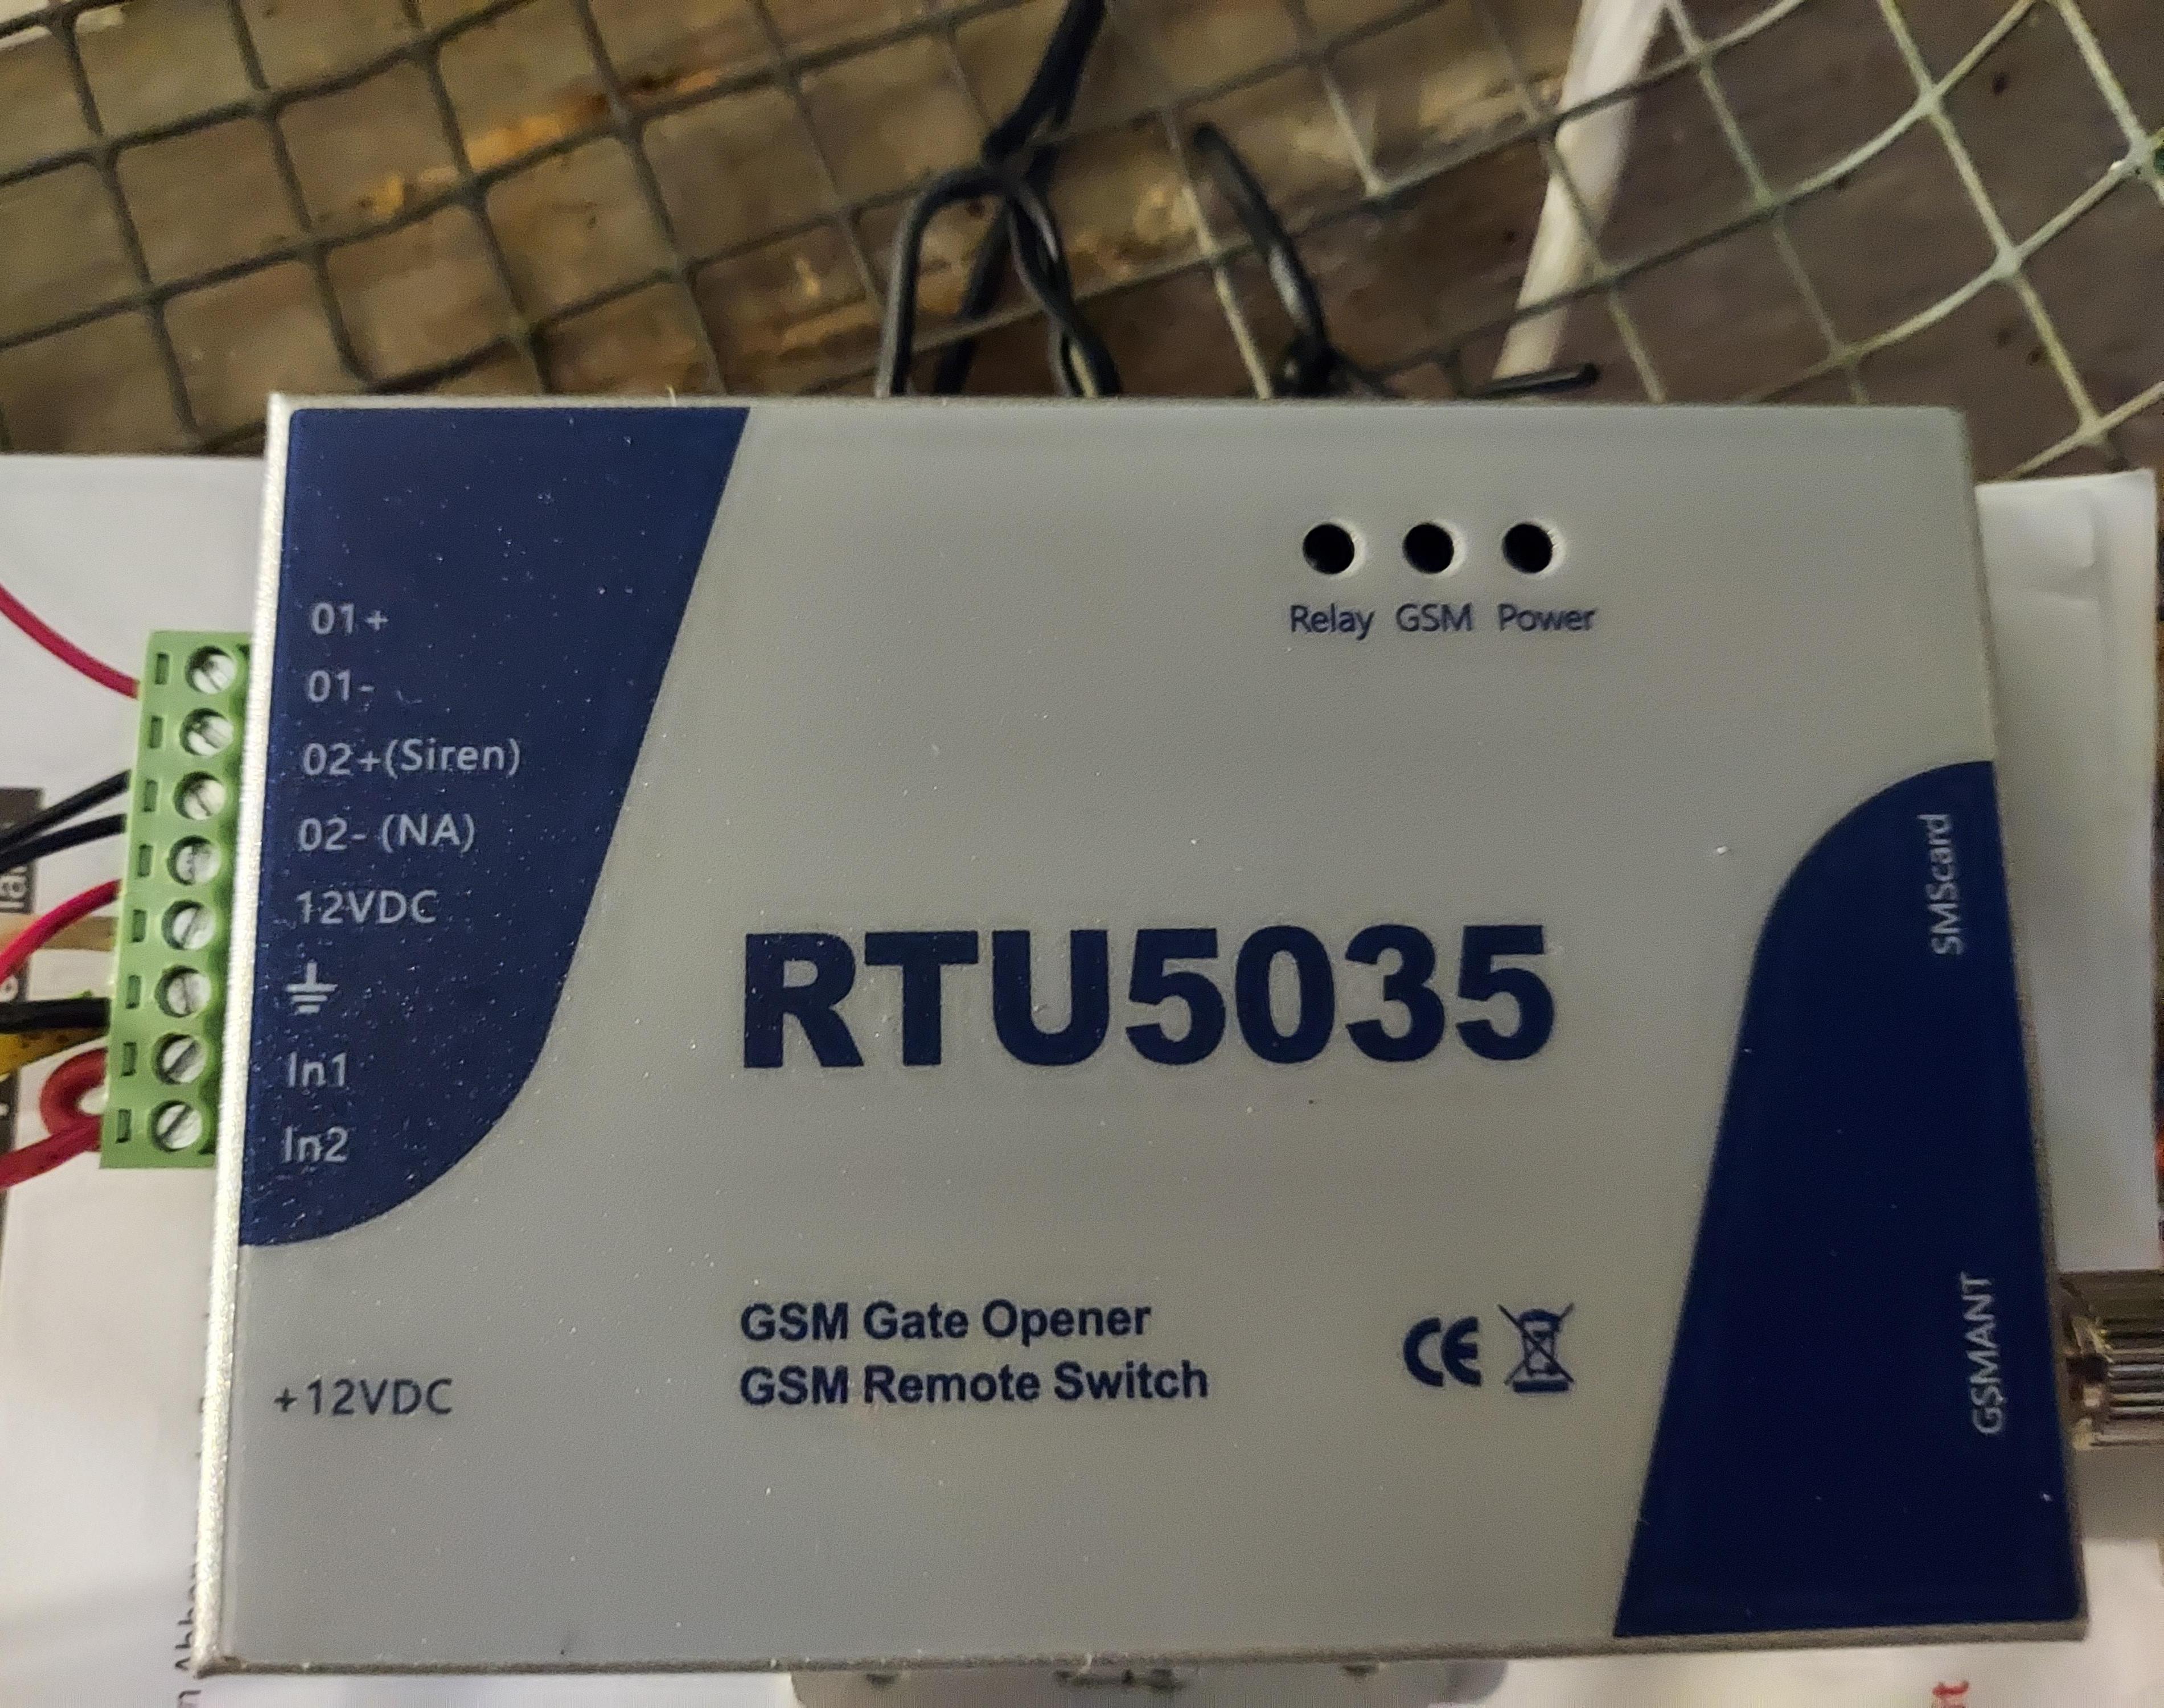 01+
01-
02+(Siren)
02- (NA)
12VDC
In1
In2
+12VDC
Relay GSM Power
RTU5035
GSM Gate Opener
GSM Remote Switch
CE
SMScard
GSMANT